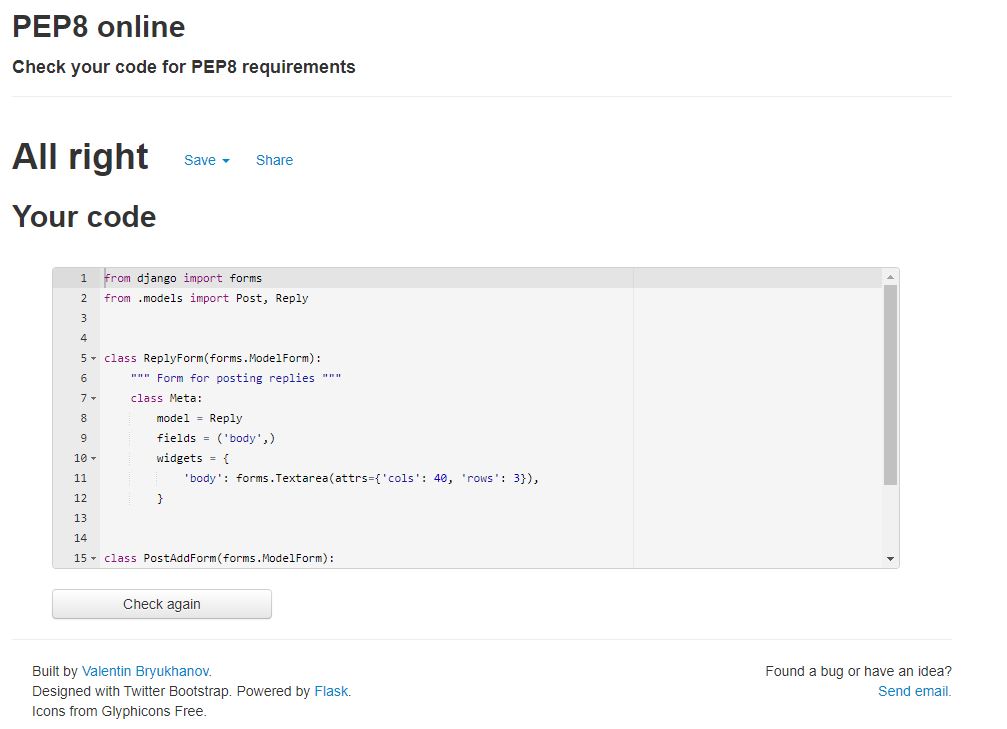 PEP8 online
Check your code for PEP8 requirements
All right Save Share
Your code
1 from django import forms
2 from .models import Post, Reply
3
4
5 class ReplyForm(forms.ModelForm):
6     """ Form for posting replies """
7     class Meta:
8         model = Reply
9         fields = ('body',)
10         widgets = {
11             'body': forms.Textarea(attrs={'cols': 40, 'rows': 3}),
12         }
13
14
15 class PostAddForm(forms.ModelForm):
Check again
Built by Valentin Bryukhanov.
Designed with Twitter Bootstrap. Powered by Flask.
Icons from Glyphicons Free.
Found a bug or have an idea?
Send email.